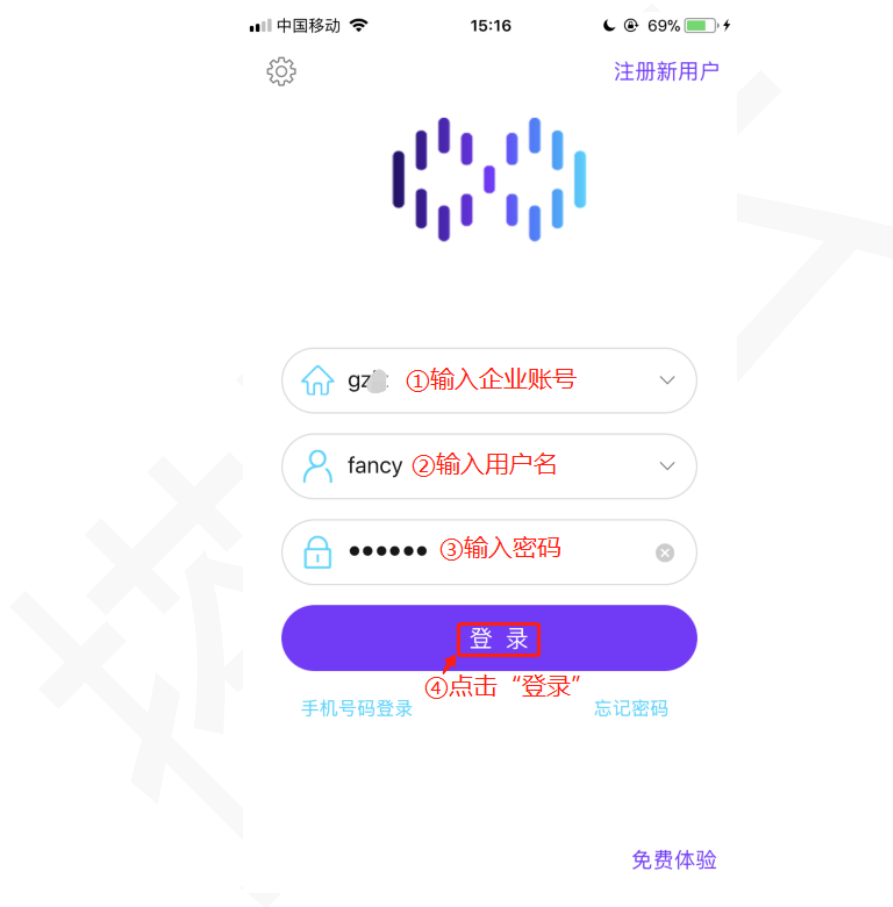 中国移动 15:16 69%
注册新用户
gz ①输入企业账号
fancy ②输入用户名
•••••• ③输入密码
登 录
④点击“登录”
手机号码登录 忘记密码
免费体验